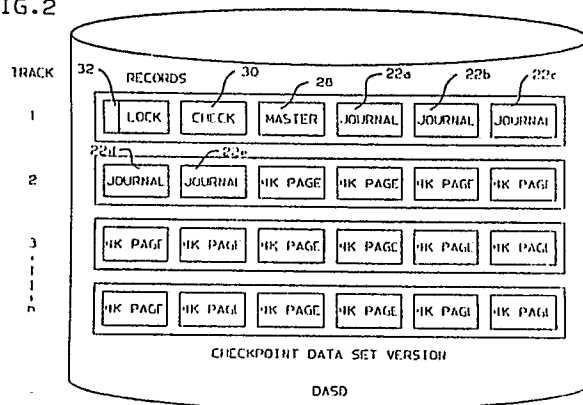 IG.2
TRACK
RECORDS
32 30 28 22a 22b 22c
1 LOCK CHECK MASTER JOURNAL JOURNAL JOURNAL
22d 22e
2 JOURNAL JOURNAL 4K PAGE 4K PAGE 4K PAGE 4K PAGE
3 4K PAGE 4K PAGE 4K PAGE 4K PAGE 4K PAGE 4K PAGE
n 4K PAGE 4K PAGE 4K PAGE 4K PAGE 4K PAGE 4K PAGE
CHECKPOINT DATA SET VERSION
DASD